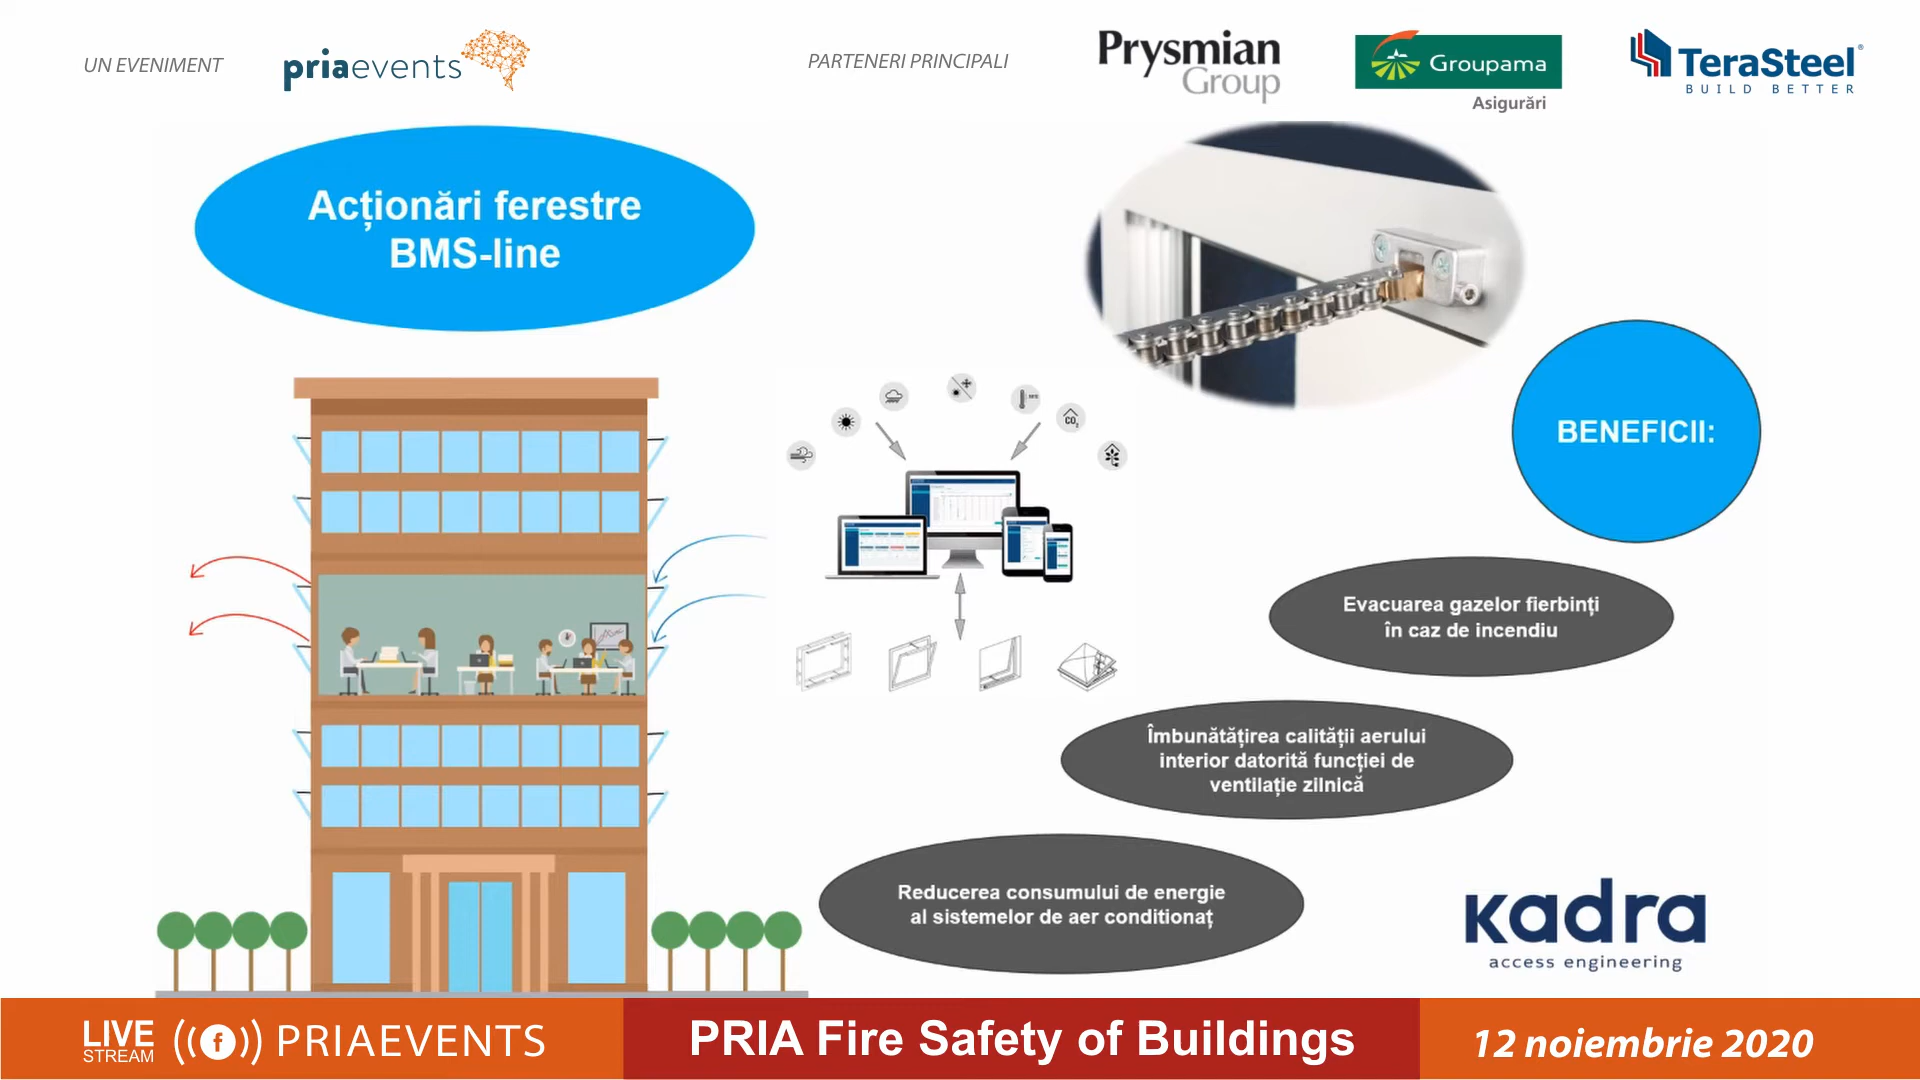 UN EVENIMENT
priaevents
PARTENERI PRINCIPALI
Prysmian
Group
Groupama
Asigurări
TeraSteel®
BUILD BETTER
Acționări ferestre
BMS-line
CO2
BENEFICII:
Evacuarea gazelor fierbinți
în caz de incendiu
Îmbunătățirea calității aerului
interior datorită funcției de
ventilație zilnică
Reducerea consumului de energie
al sistemelor de aer conditionaț
kadra
access engineering
LIVE
STREAM
PRIAEVENTS
PRIA Fire Safety of Buildings
12 noiembrie 2020